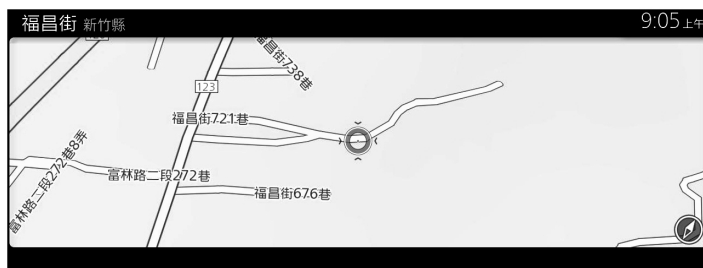 福昌街 新竹縣
9:05 上午
福昌街738巷
123
福昌街721巷
富林路二段272巷8弄
富林路二段272巷
福昌街676巷